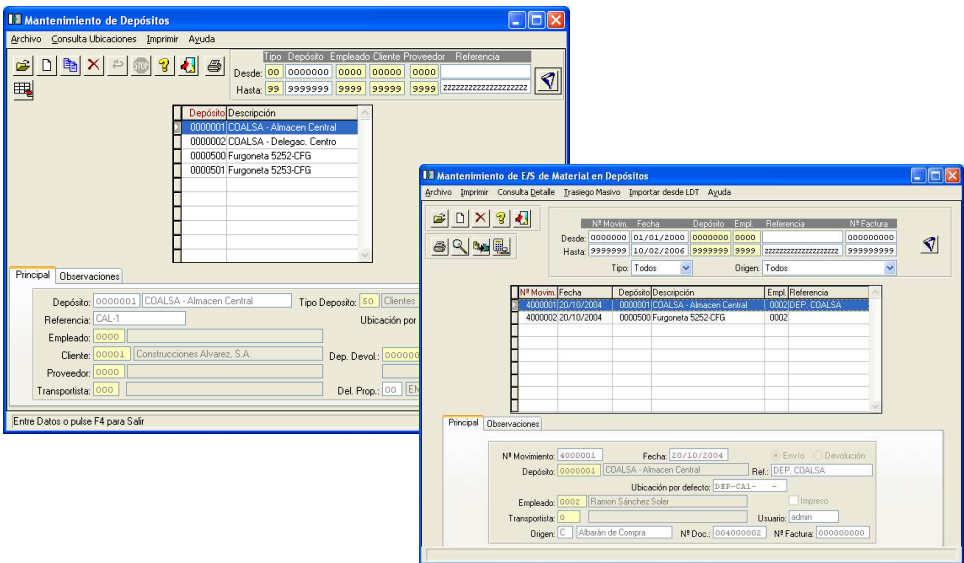 Mantenimiento de Depósitos
Archivo Consulta Ubicaciones Imprimir Ayuda
STOP
Tipo Depósito Empleado Cliente Proveedor Referencia
Desde: 00 0000000 0000 00000 0000
Hasta: 99 9999999 9999 99999 9999 zzzzzzzzzzzzzzzzzzzz
Depósito Descripción
0000001 COALSA - Almacen Central
0000002 COALSA - Delegac. Centro
0000500 Furgoneta 5252-CFG
0000501 Furgoneta 5253-CFG
Principal Observaciones
Depósito: 0000001 COALSA - Almacen Central Tipo Deposito: 50 Clientes
Referencia: CAL-1 Ubicación por
Empleado: 0000
Cliente: 00001 Construcciones Alvarez, S.A. Dep. Devol.: 000000
Proveedor: 0000
Transportista: 000 Del. Prop.: 00
Entre Datos o pulse F4 para Salir
Mantenimiento de E/S de Material en Depósitos
Archivo Imprimir Consulta Detalle Trasiego Masivo Importar desde LDT Ayuda
Nº Movim. Fecha Depósito Empl. Referencia Nº Factura
Desde: 0000000 01/01/2000 0000000 0000 000000000
Hasta: 9999999 10/02/2006 9999999 9999 zzzzzzzzzzzzzzzzzzzz 999999999
Tipo: Todos Origen: Todos
Nº Movim. Fecha Depósito Descripción Empl. Referencia
4000001 20/10/2004 0000001 COALSA - Almacen Central 0002 DEP. COALSA
4000002 20/10/2004 0000500 Furgoneta 5252-CFG 0002
Principal Observaciones
Nº Movimiento: 4000001 Fecha: 20/10/2004 Envío Devolución
Depósito: 0000001 COALSA - Almacen Central Ref.: DEP. COALSA
Ubicación por defecto: DEP-CA1- -
Empleado: 0002 Ramon Sánchez Soler Impreso
Transportista: 0 Usuario: admin
Origen: C Albarán de Compra Nº Doc.: 004000002 Nº Factura: 000000000